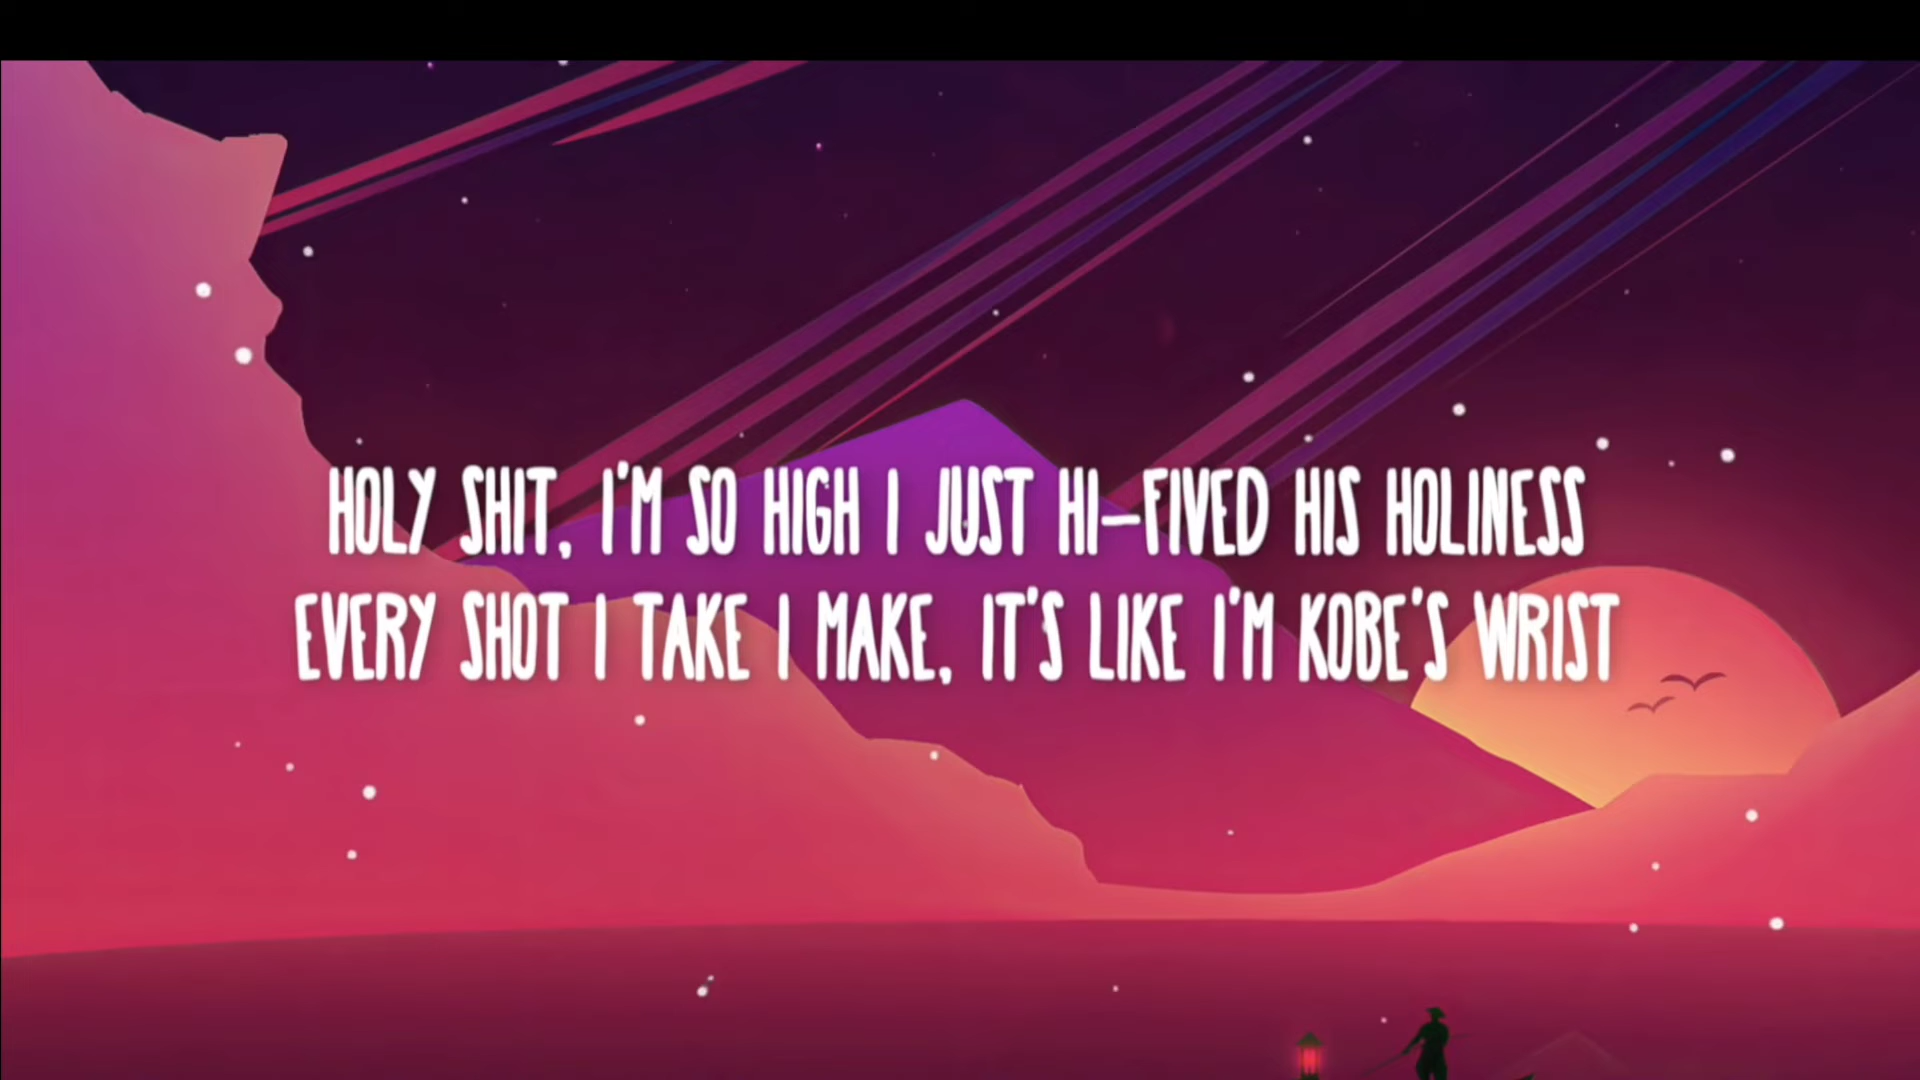 HOLY SHIT, I'M SO HIGH I JUST HI-FIVED HIS HOLINESS
EVERY SHOT I TAKE I MAKE, IT'S LIKE I'M KOBE'S WRIST